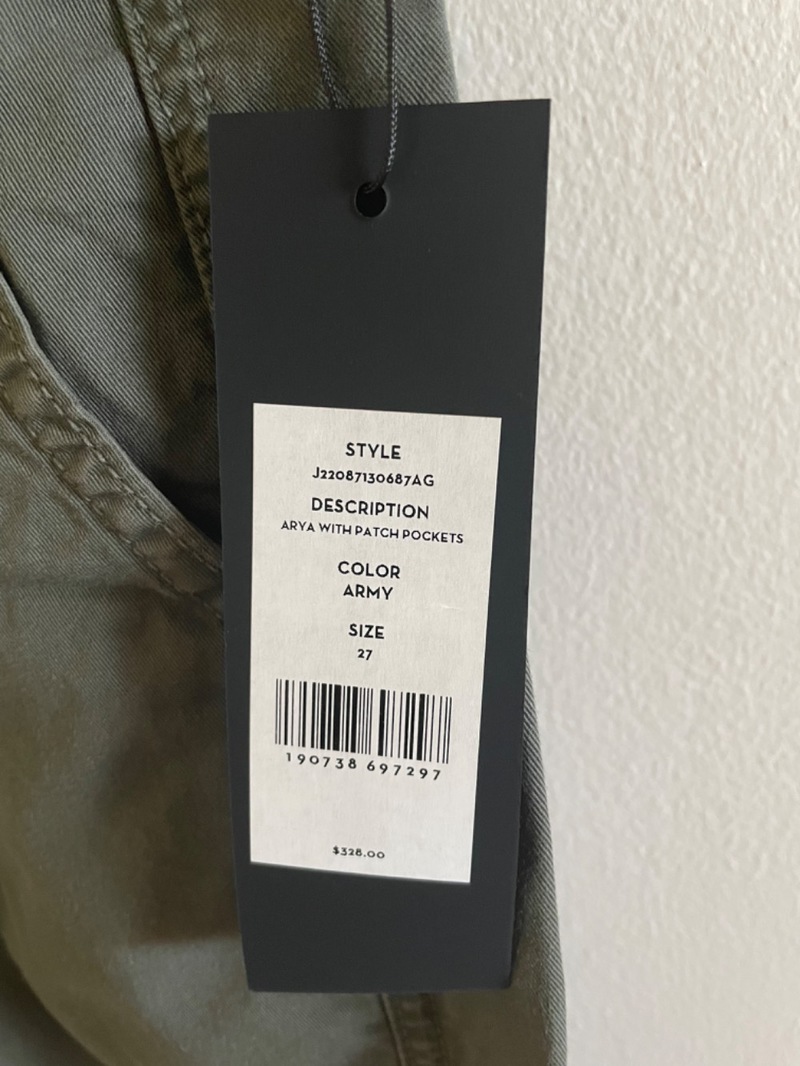 STYLE
J22087130687AG
DESCRIPTION
ARYA WITH PATCH POCKETS
COLOR
ARMY
SIZE
27
190738 697297
$328.00